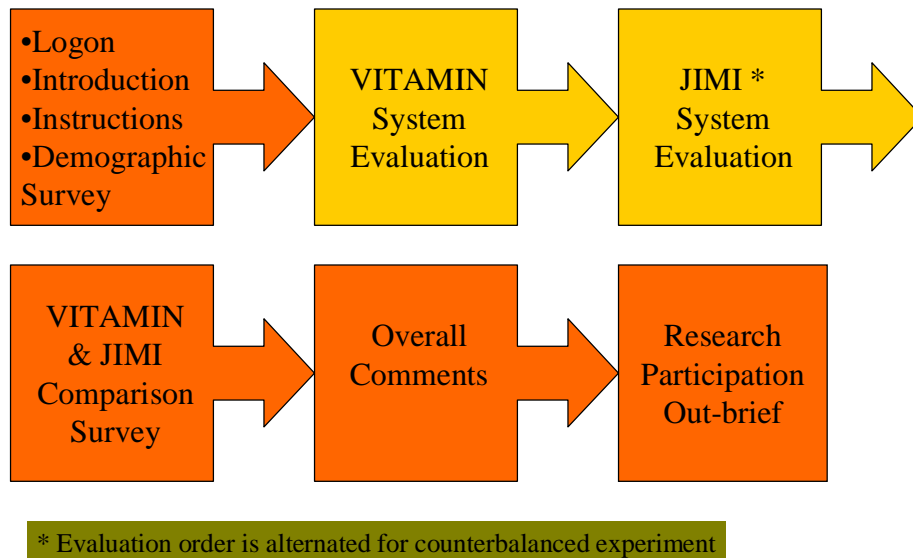 •Logon
•Introduction
•Instructions
•Demographic
Survey
VITAMIN
System
Evaluation
JIMI *
System
Evaluation
VITAMIN
& JIMI
Comparison
Survey
Overall
Comments
Research
Participation
Out-brief
* Evaluation order is alternated for counterbalanced experiment